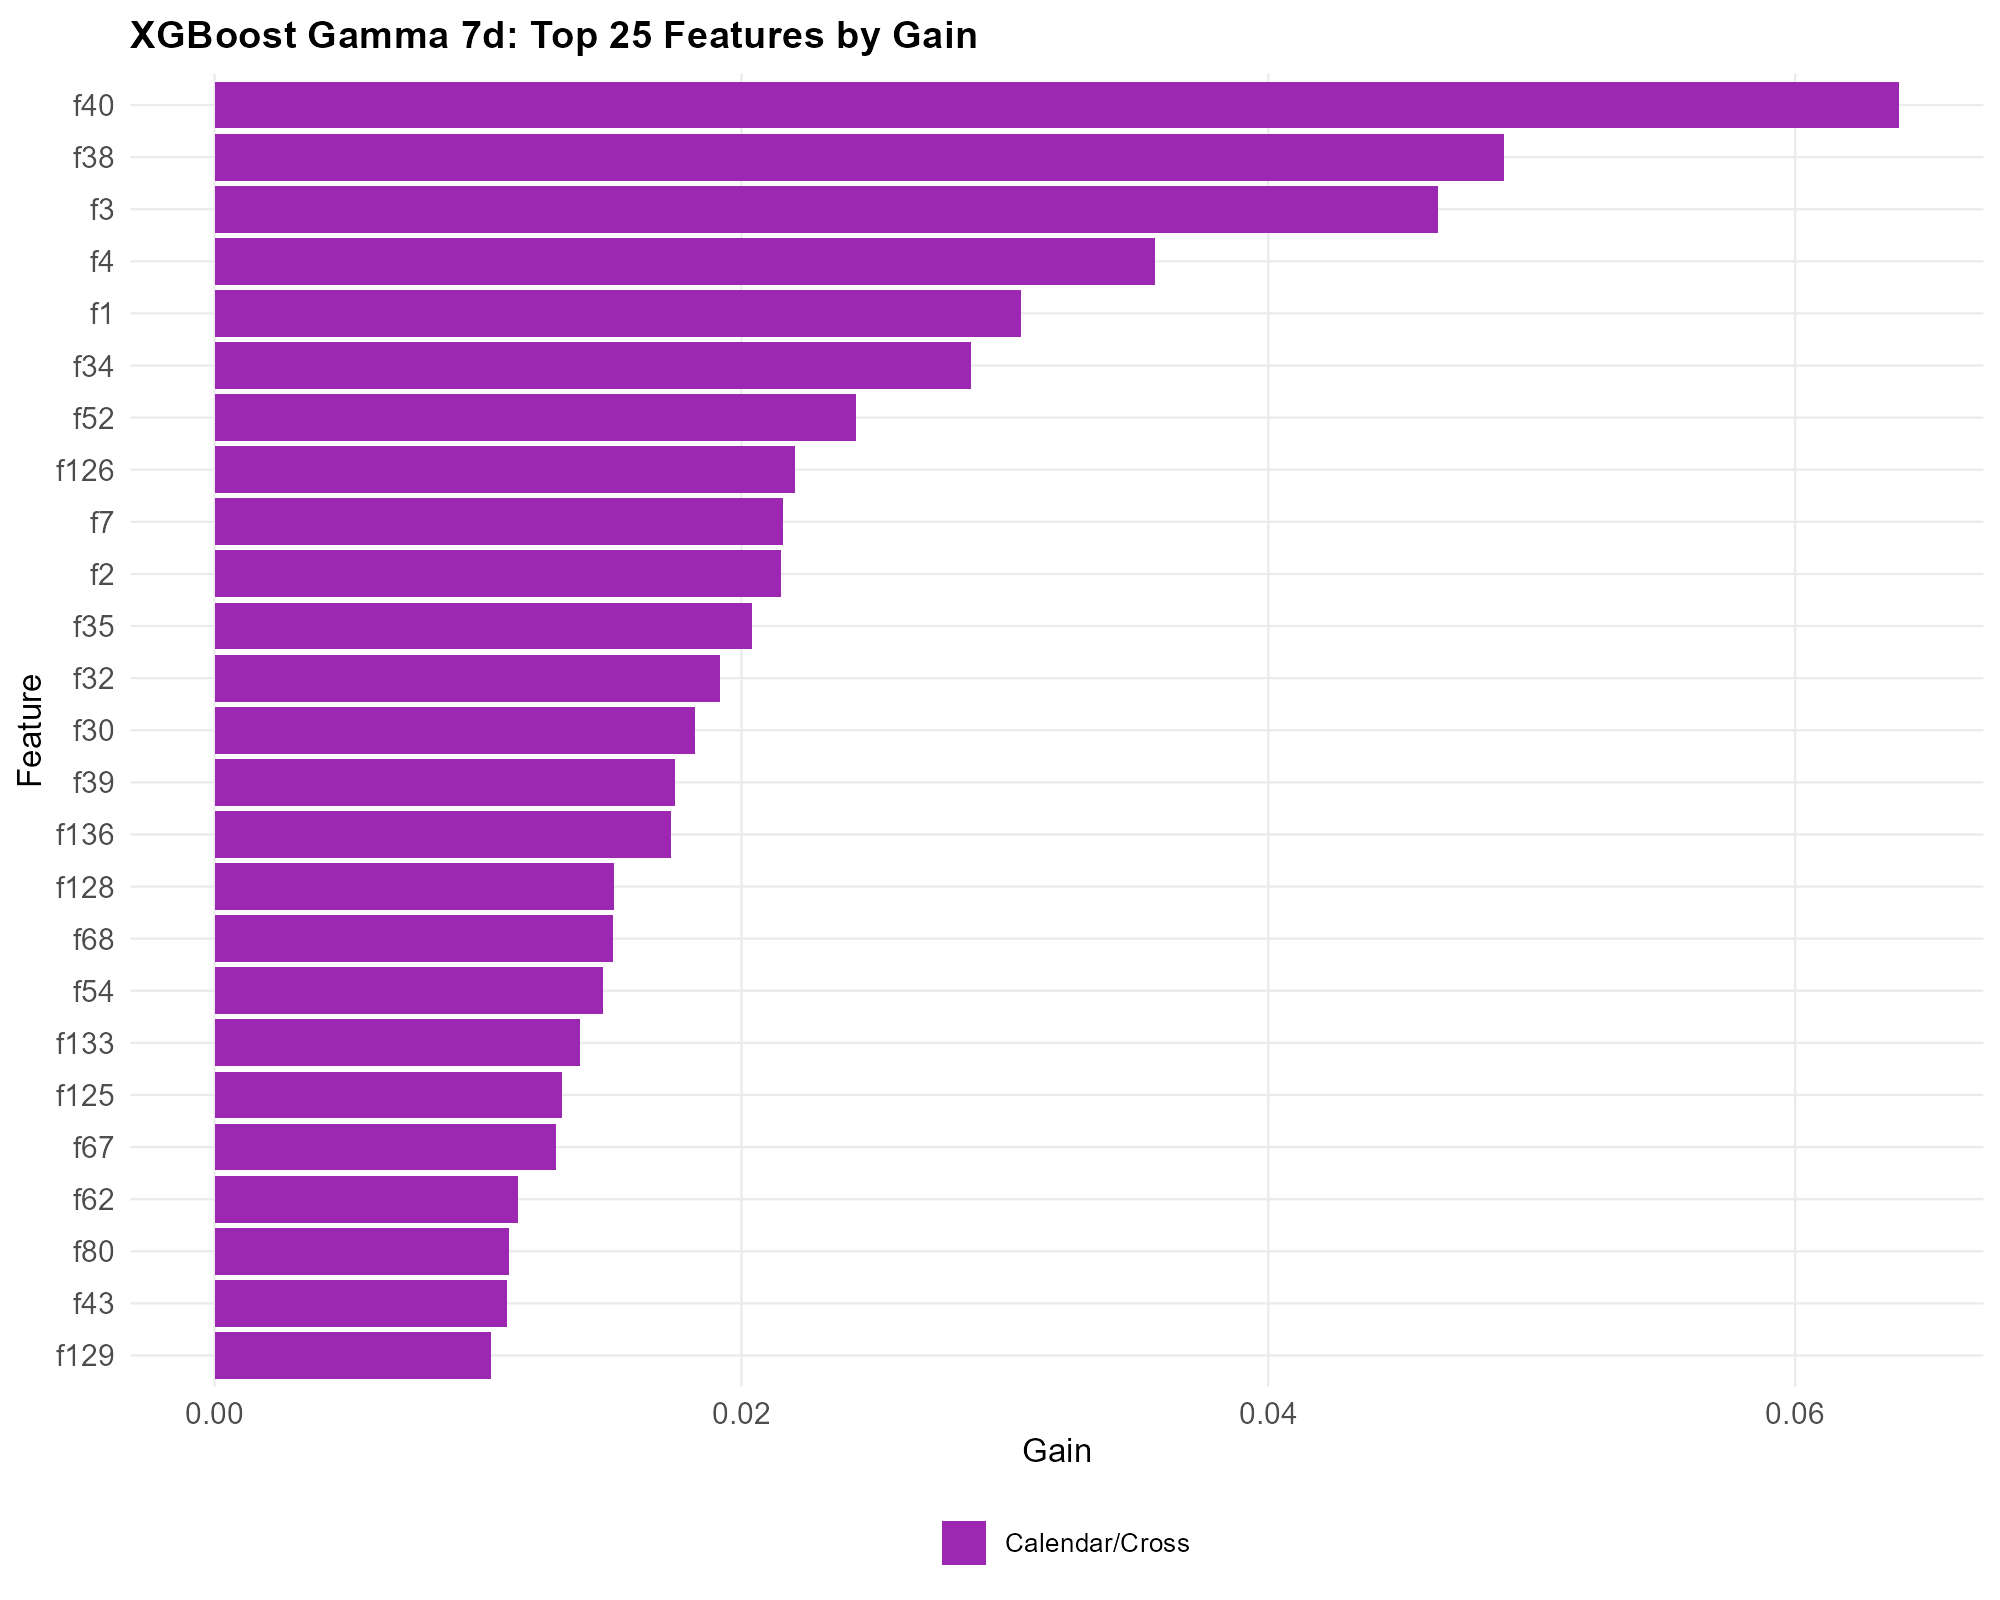 XGBoost Gamma 7d: Top 25 Features by Gain
Feature
f40
f38
f3
f4
f1
f34
f52
f126
f7
f2
f35
f32
f30
f39
f136
f128
f68
f54
f133
f125
f67
f62
f80
f43
f129
0.00 0.02 0.04 0.06
Gain
Calendar/Cross